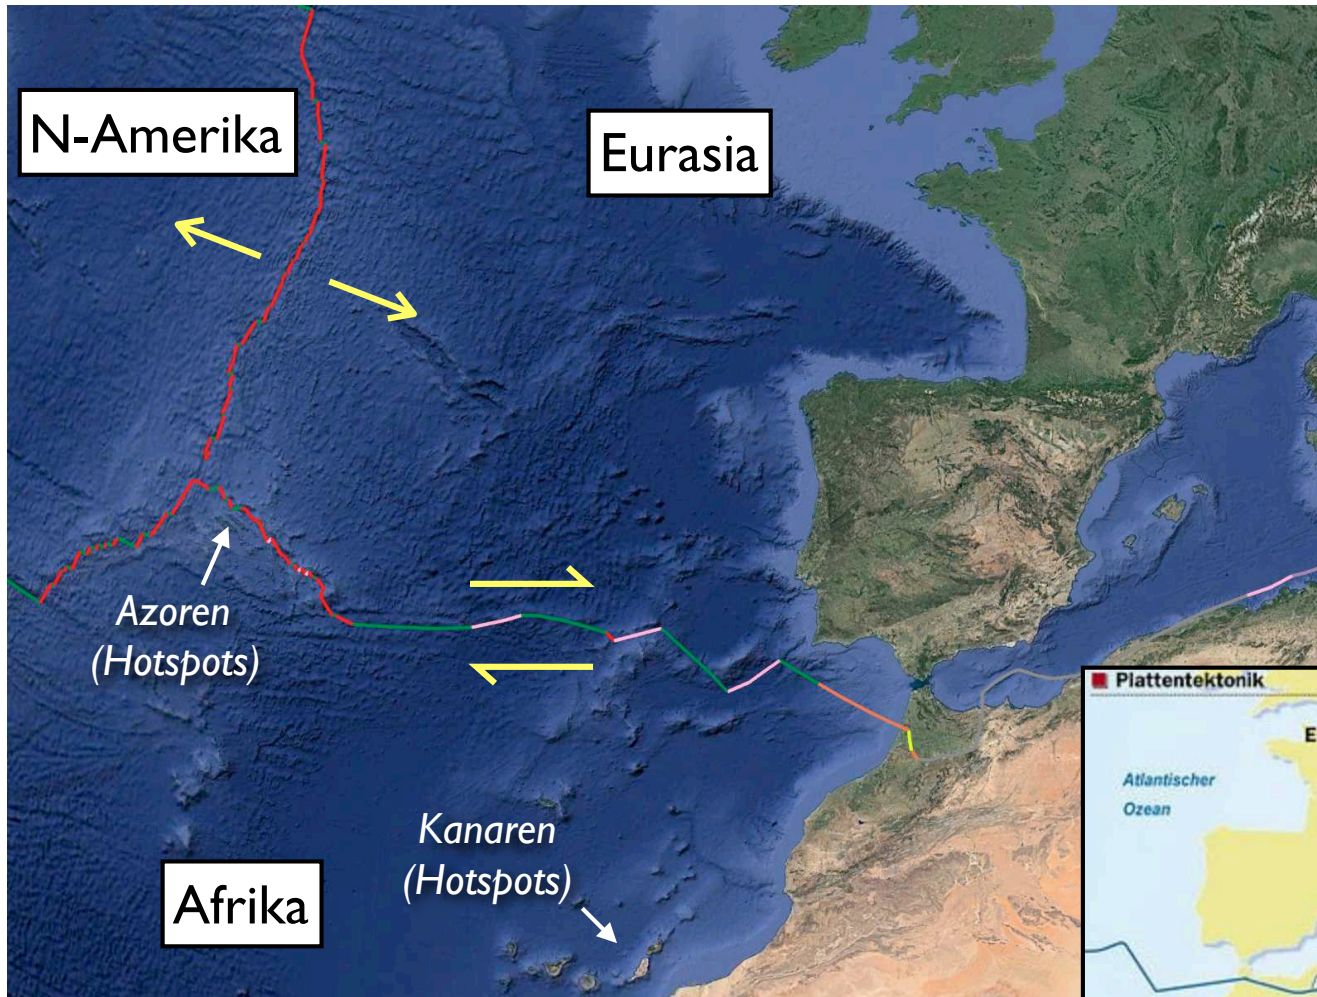 N-Amerika
Eurasia
Azoren
(Hotspots)
Kanaren
(Hotspots)
Afrika
Plattentektonik
E
Atlantischer
Ozean